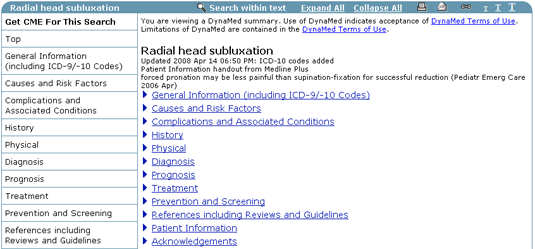 Radial head subluxation
Search within text Expand All Collapse All T T T
Get CME For This Search
Top
General Information
(including ICD-9/-10 Codes)
Causes and Risk Factors
Complications and
Associated Conditions
History
Physical
Diagnosis
Prognosis
Treatment
Prevention and Screening
References including
Reviews and Guidelines
You are viewing a DynaMed summary. Use of DynaMed indicates acceptance of DynaMed Terms of Use.
Limitations of DynaMed are contained in the DynaMed Terms of Use.
Radial head subluxation
Updated 2008 Apr 14 06:50 PM: ICD-10 codes added
Patient Information handout from Medline Plus
forced pronation may be less painful than supination-fixation for successful reduction (Pediatr Emerg Care
2006 Apr)
General Information (including ICD-9/-10 Codes)
Causes and Risk Factors
Complications and Associated Conditions
History
Physical
Diagnosis
Prognosis
Treatment
Prevention and Screening
References including Reviews and Guidelines
Patient Information
Acknowledgements